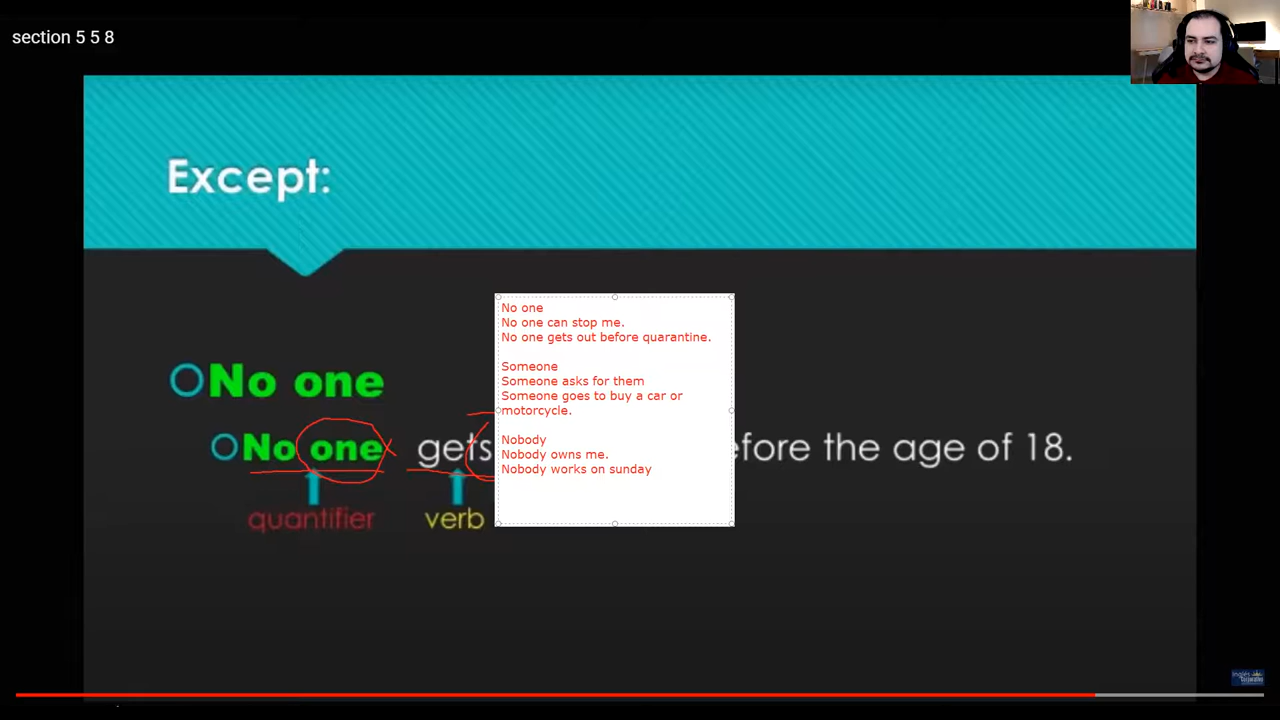 section 5 5 8
Except:
No one
No one gets efore the age of 18.
quantifier verb
No one
No one can stop me.
No one gets out before quarantine.
Someone
Someone asks for them
Someone goes to buy a car or
motorcycle.
Nobody
Nobody owns me.
Nobody works on sunday